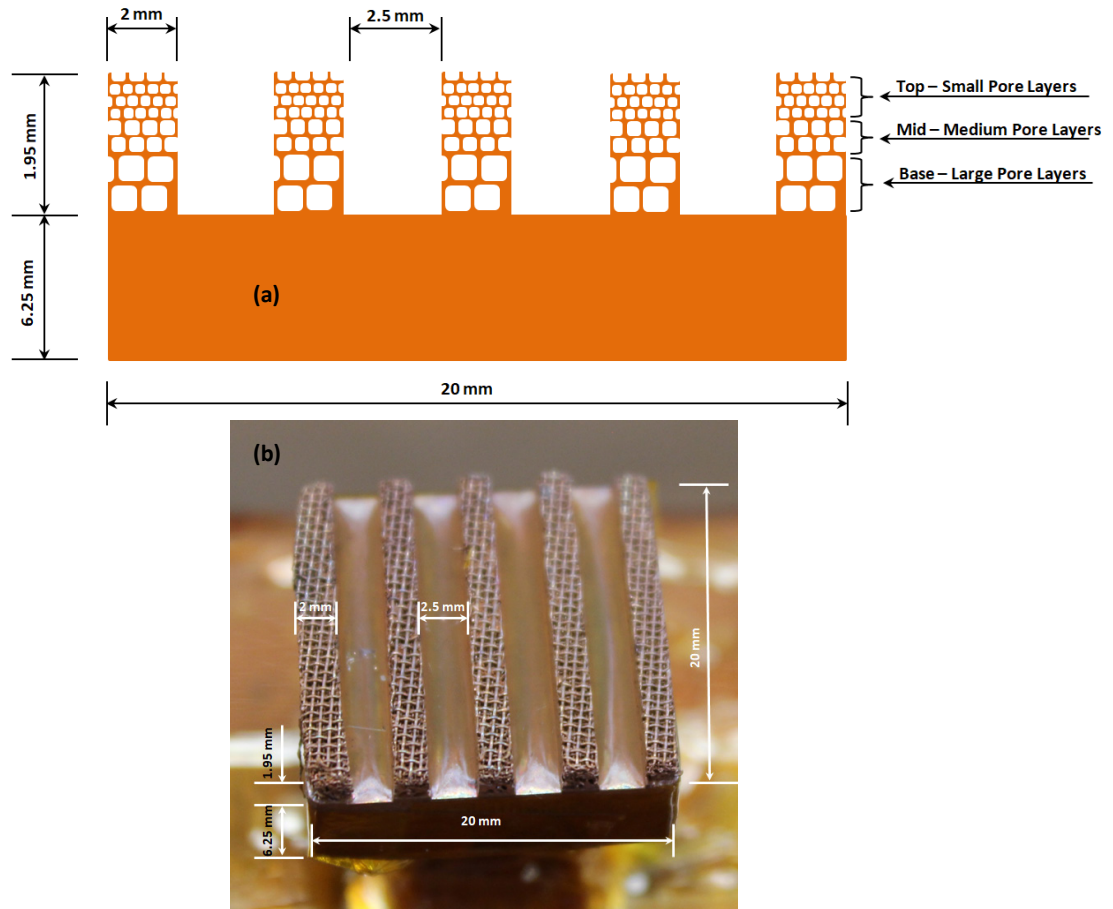 2 mm
2.5 mm
Top – Small Pore Layers
Mid – Medium Pore Layers
Base – Large Pore Layers
1.95 mm
6.25 mm
(a)
20 mm
(b)
2 mm
2.5 mm
20 mm
1.95 mm
6.25 mm
20 mm